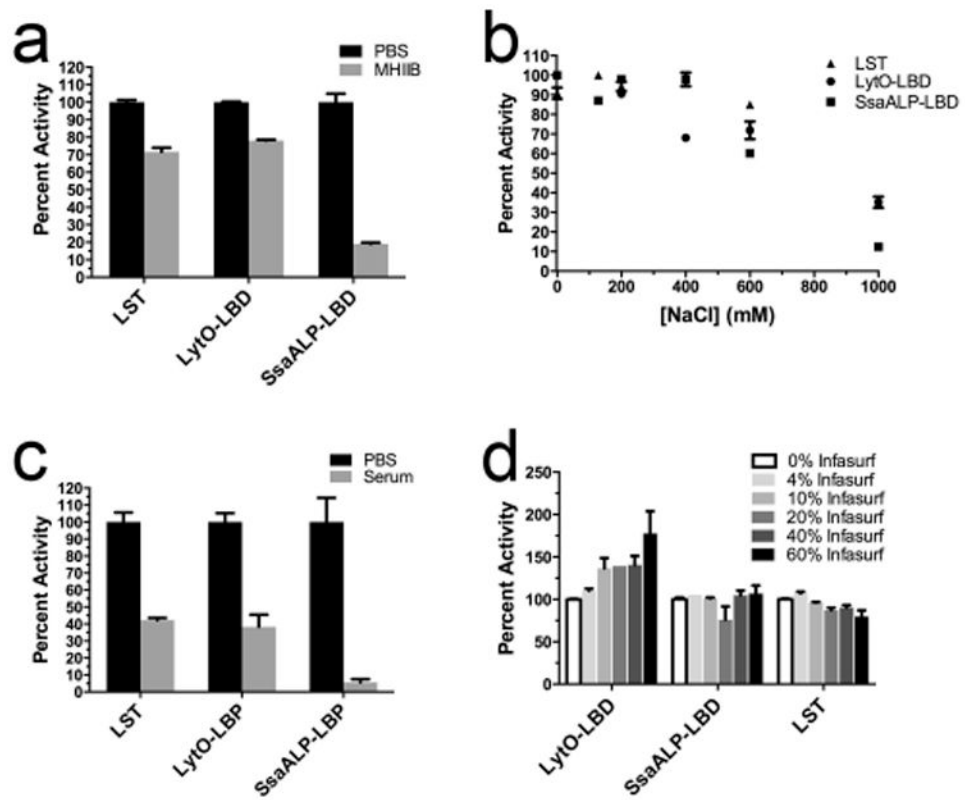 a
PBS
MHIIB
120
110
100
90
80
70
60
50
40
30
20
10
0
Percent Activity
LST
LytO-LBD
SsaALP-LBD
b
LST
LytO-LBD
SsaALP-LBD
110
100
90
80
70
60
50
40
30
20
10
0
Percent Activity
0 200 400 600 800 1000
[NaCl] (mM)
c
PBS
Serum
120
110
100
90
80
70
60
50
40
30
20
10
0
Percent Activity
LST
LytO-LBP
SsaALP-LBP
d
0% Infasurf
4% Infasurf
10% Infasurf
20% Infasurf
40% Infasurf
60% Infasurf
250
200
150
100
50
0
Percent Activity
LytO-LBD
SsaALP-LBD
LST